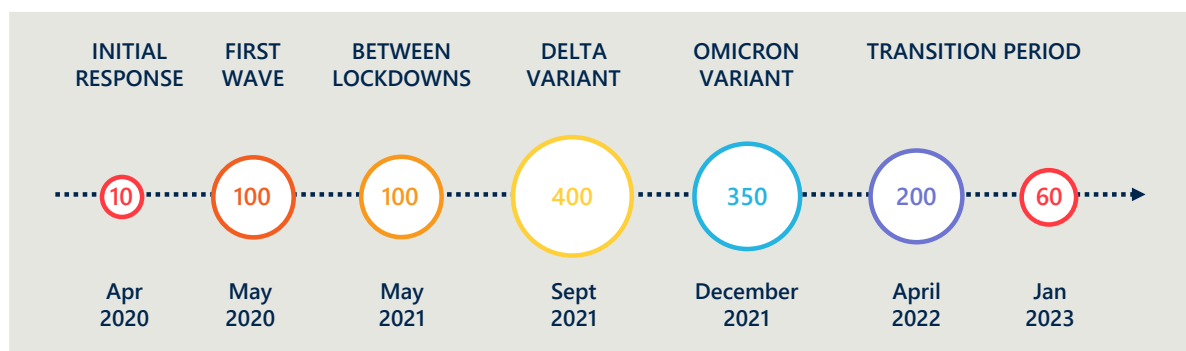 INITIAL
RESPONSE
FIRST
WAVE
BETWEEN
LOCKDOWNS
DELTA
VARIANT
OMICRON
VARIANT
TRANSITION PERIOD
10
100
100
400
350
200
60
Apr
2020
May
2020
May
2021
Sept
2021
December
2021
April
2022
Jan
2023